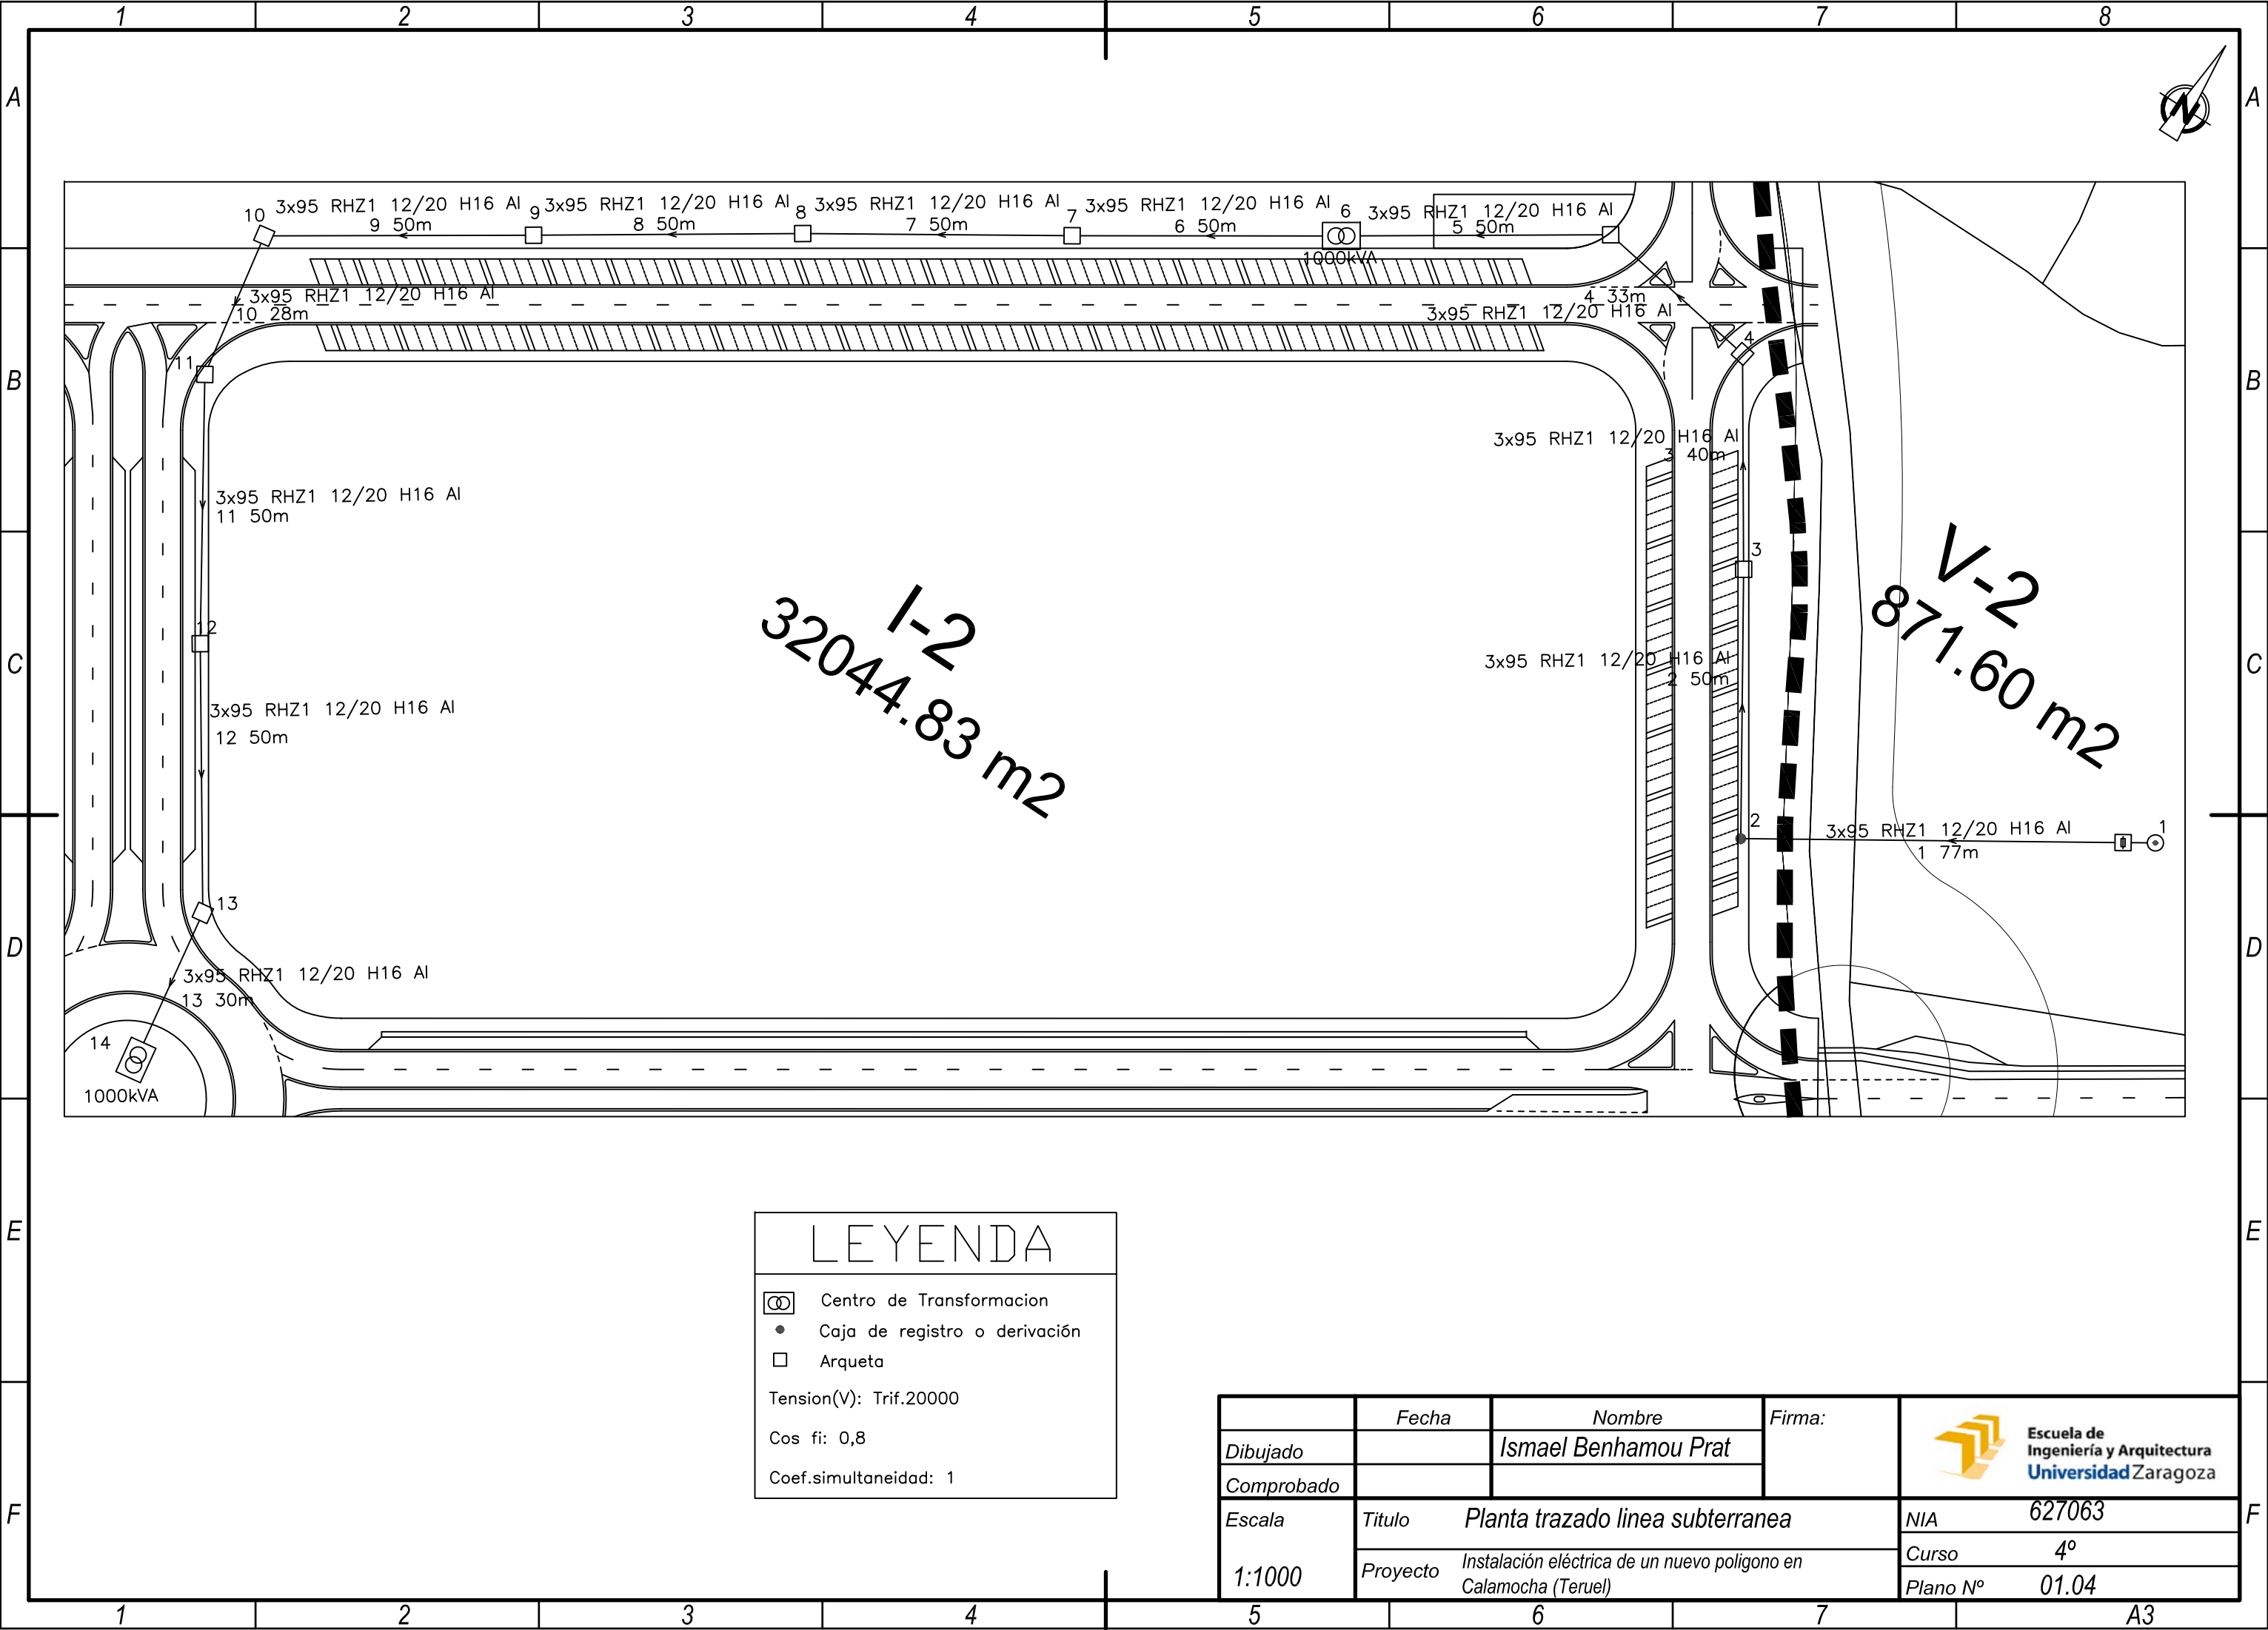 1 2 3 4 5 6 7 8
A A
B B
C C
D D
E E
F F
N
10 3x95 RHZ1 12/20 H16 Al
9 50m
9 3x95 RHZ1 12/20 H16 Al
8 50m
8 3x95 RHZ1 12/20 H16 Al
7 50m
7 3x95 RHZ1 12/20 H16 Al
6 50m
6
1000kVA
3x95 RHZ1 12/20 H16 Al
5 50m
3x95 RHZ1 12/20 H16 Al
10 28m
4 33m
3x95 RHZ1 12/20 H16 Al
4
11
3x95 RHZ1 12/20 H16 Al
3 40m
3x95 RHZ1 12/20 H16 Al
11 50m
3
12
I-2
32044.83 m2
V-2
871.60 m2
3x95 RHZ1 12/20 H16 Al
2 50m
3x95 RHZ1 12/20 H16 Al
12 50m
2
3x95 RHZ1 12/20 H16 Al
1 77m
1
13
3x95 RHZ1 12/20 H16 Al
13 30m
14
1000kVA
LEYENDA
Centro de Transformacion
Caja de registro o derivación
Arqueta
Tension(V): Trif.20000
Cos fi: 0,8
Coef.simultaneidad: 1
Fecha Nombre Firma:
Dibujado Ismael Benhamou Prat
Comprobado
Escuela de
Ingeniería y Arquitectura
Universidad Zaragoza
Escala
1:1000
Titulo Planta trazado linea subterranea
Proyecto Instalación eléctrica de un nuevo poligono en
Calamocha (Teruel)
NIA 627063
Curso 4º
Plano Nº 01.04
1 2 3 4 5 6 7 A3